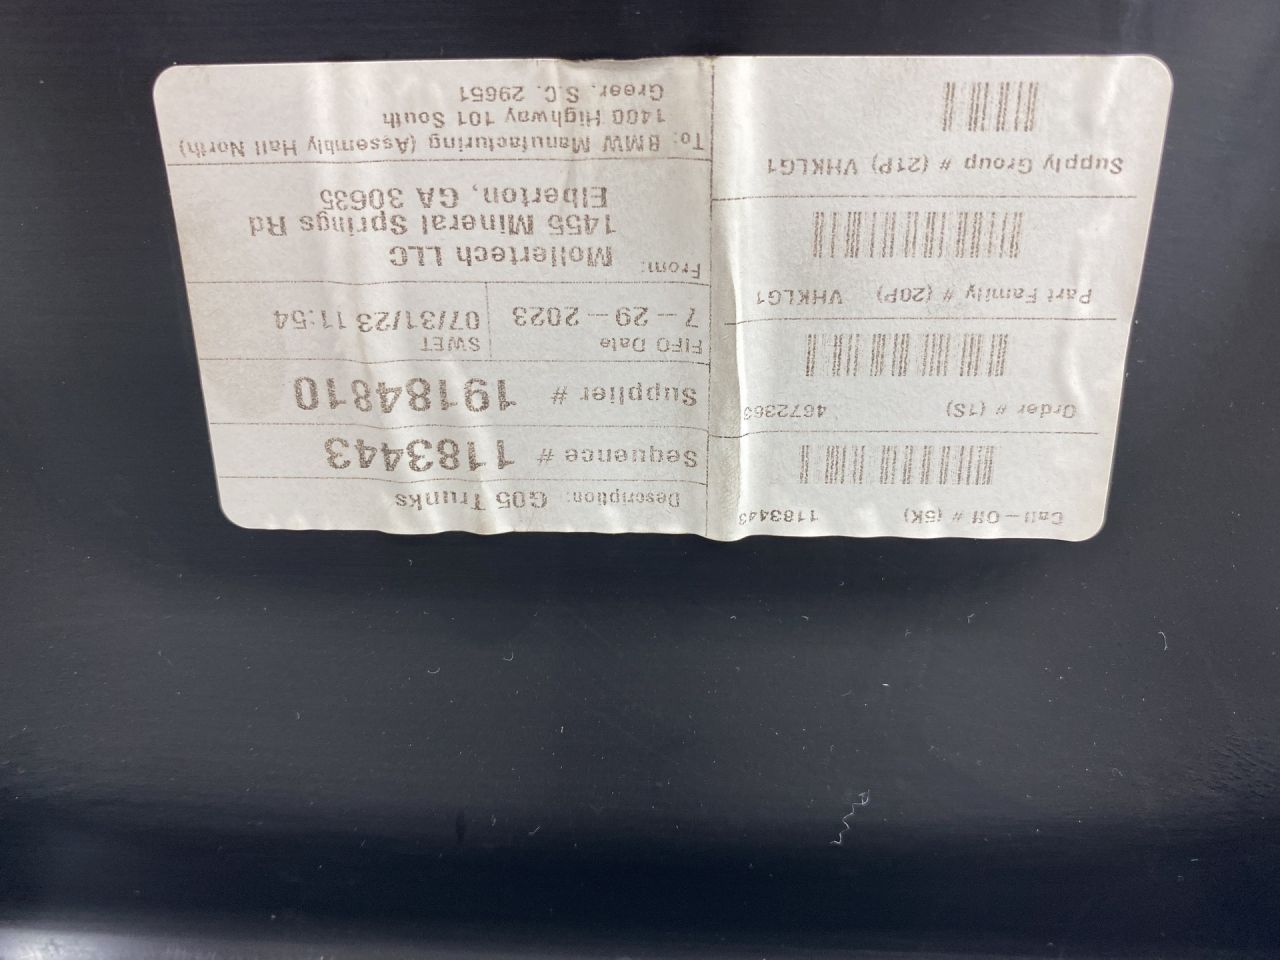 Call-Off # (5K) 1183443
Order # (1S) 4672363
Part Family # (20P) VHKLG1
Supply Group # (21P) VHKLG1
Description: G05 Trunks
Sequence # 1183443
Supplier # 19184810
FIFO Date SWET
7-29-2023 07/31/23 11:54
From: Mollertech LLC
1455 Mineral Springs Rd
Elberton, GA 30635
To: BMW Manufacturing (Assembly Hall North)
1400 Highway 101 South
Greer, S.C. 29651